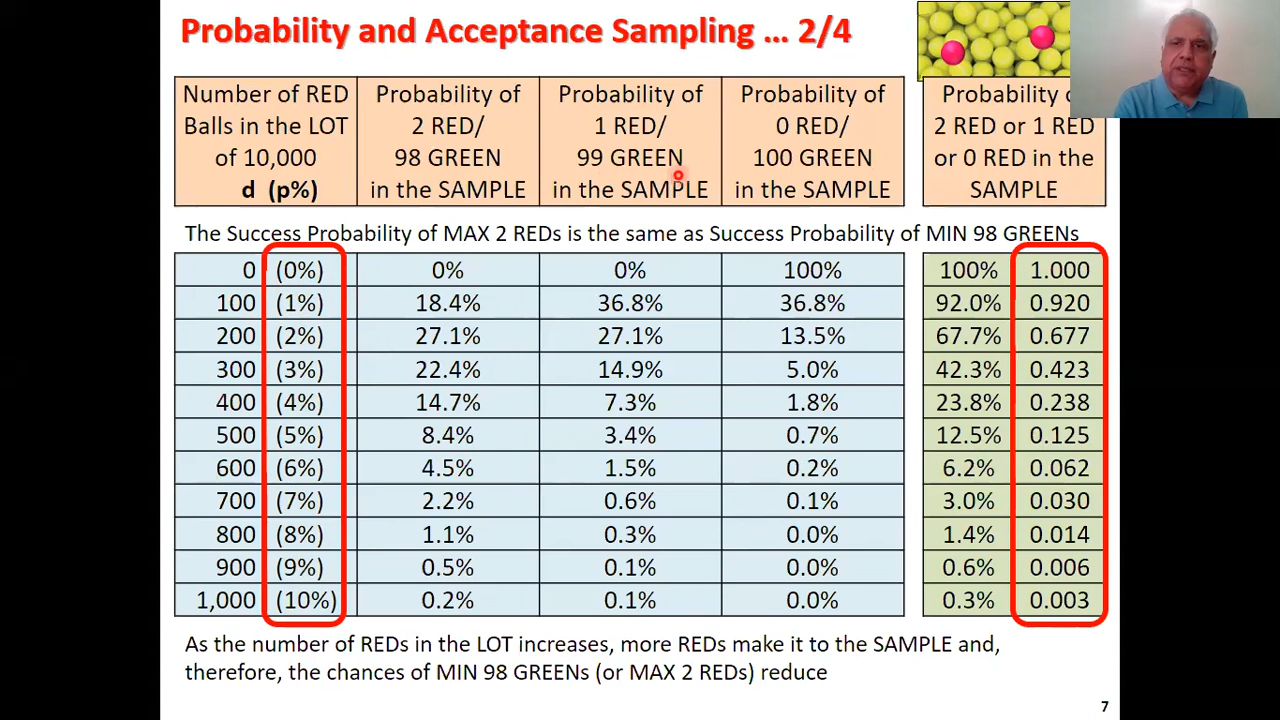 Probability and Acceptance Sampling … 2/4
Number of RED
Balls in the LOT
of 10,000
d (p%)
Probability of
2 RED/
98 GREEN
in the SAMPLE
Probability of
1 RED/
99 GREEN
in the SAMPLE
Probability of
0 RED/
100 GREEN
in the SAMPLE
Probability
2 RED or 1 RED
or 0 RED in the
SAMPLE
The Success Probability of MAX 2 REDs is the same as Success Probability of MIN 98 GREENs
0 (0%) 0% 0% 100% 100% 1.000
100 (1%) 18.4% 36.8% 36.8% 92.0% 0.920
200 (2%) 27.1% 27.1% 13.5% 67.7% 0.677
300 (3%) 22.4% 14.9% 5.0% 42.3% 0.423
400 (4%) 14.7% 7.3% 1.8% 23.8% 0.238
500 (5%) 8.4% 3.4% 0.7% 12.5% 0.125
600 (6%) 4.5% 1.5% 0.2% 6.2% 0.062
700 (7%) 2.2% 0.6% 0.1% 3.0% 0.030
800 (8%) 1.1% 0.3% 0.0% 1.4% 0.014
900 (9%) 0.5% 0.1% 0.0% 0.6% 0.006
1,000 (10%) 0.2% 0.1% 0.0% 0.3% 0.003
As the number of REDs in the LOT increases, more REDs make it to the SAMPLE and,
therefore, the chances of MIN 98 GREENs (or MAX 2 REDs) reduce
7